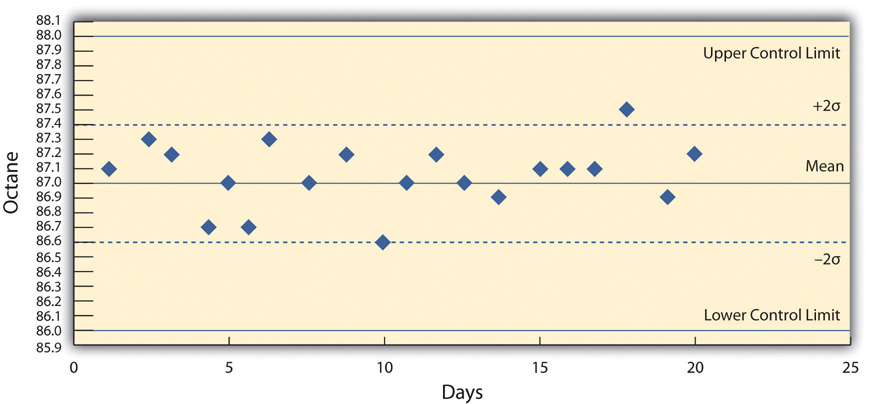 88.1
88.0
87.9
87.8
87.7
87.6
87.5
87.4
87.3
87.2
87.1
87.0
86.9
86.8
86.7
86.6
86.5
86.4
86.3
86.2
86.1
86.0
85.9
Octane
Upper Control Limit
+2σ
Mean
−2σ
Lower Control Limit
0 5 10 15 20 25
Days